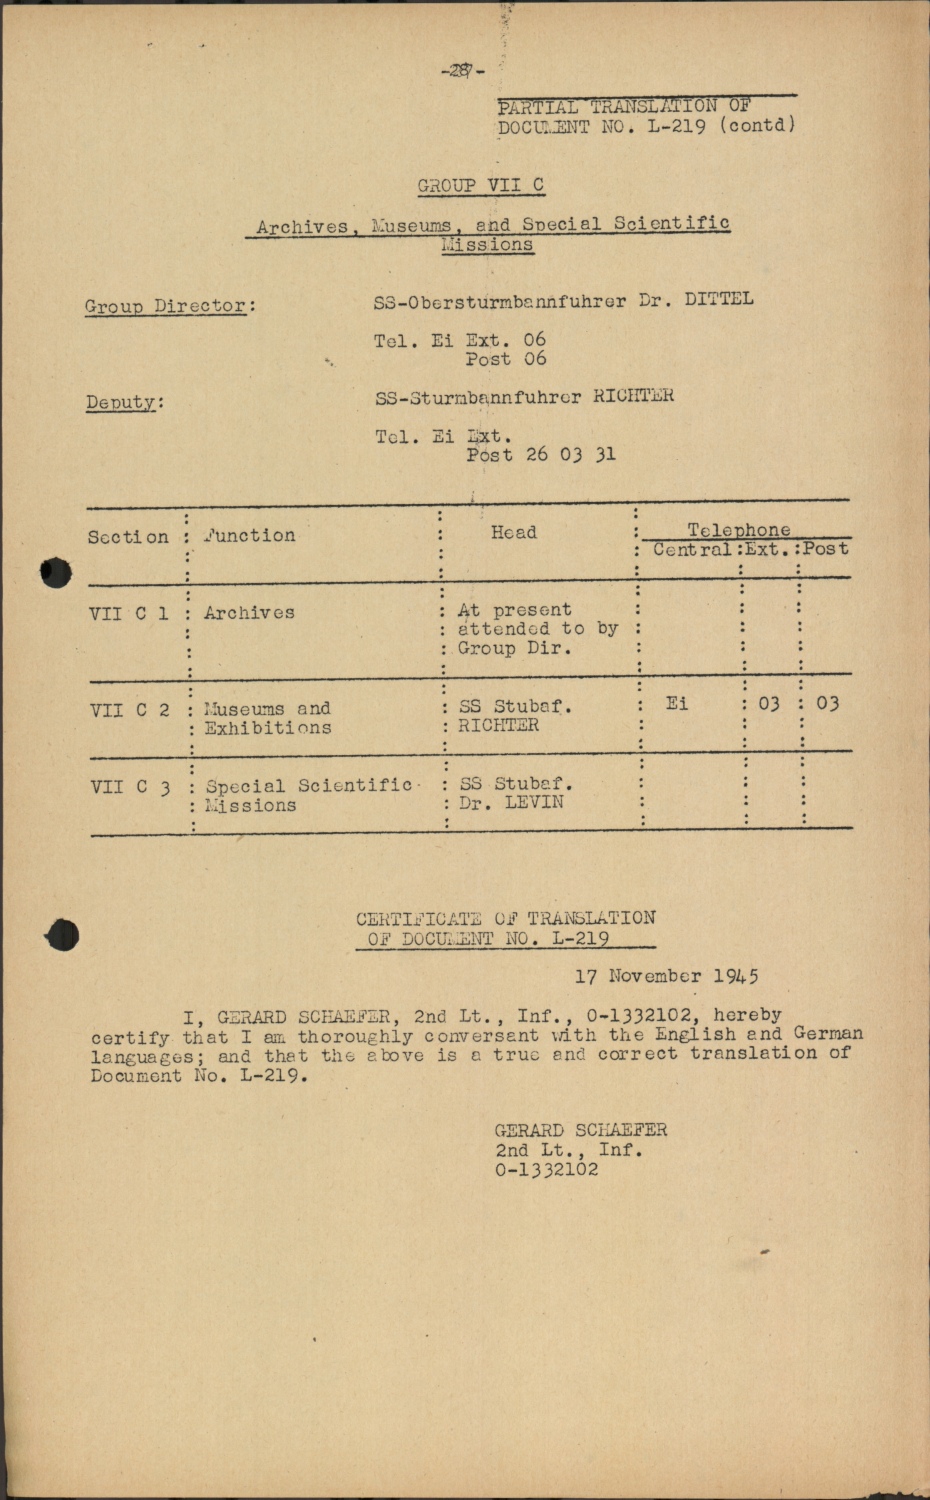 -28-
PARTIAL TRANSLATION OF
DOCUMENT NO. L-219 (contd)
GROUP VII C
Archives, Museums, and Special Scientific
Missions
Group Director: SS-Obersturmbannfuhrer Dr. DITTEL
Tel. Ei Ext. 06
Post 06
Deputy: SS-Sturmbannfuhrer RICHTER
Tel. Ei Ext.
Post 26 03 31
Section : Function : Head : Telephone
: Central :Ext. :Post
VII C 1 : Archives : At present :
: attended to by :
: Group Dir. :
VII C 2 : Museums and : SS Stubaf. : Ei : 03 : 03
: Exhibitions : RICHTER :
VII C 3 : Special Scientific : SS Stubaf. :
: Missions : Dr. LEVIN :
CERTIFICATE OF TRANSLATION
OF DOCUMENT NO. L-219
17 November 1945
I, GERARD SCHAEFER, 2nd Lt., Inf., O-1332102, hereby
certify that I am thoroughly conversant with the English and German
languages; and that the above is a true and correct translation of
Document No. L-219.
GERARD SCHAEFER
2nd Lt., Inf.
O-1332102